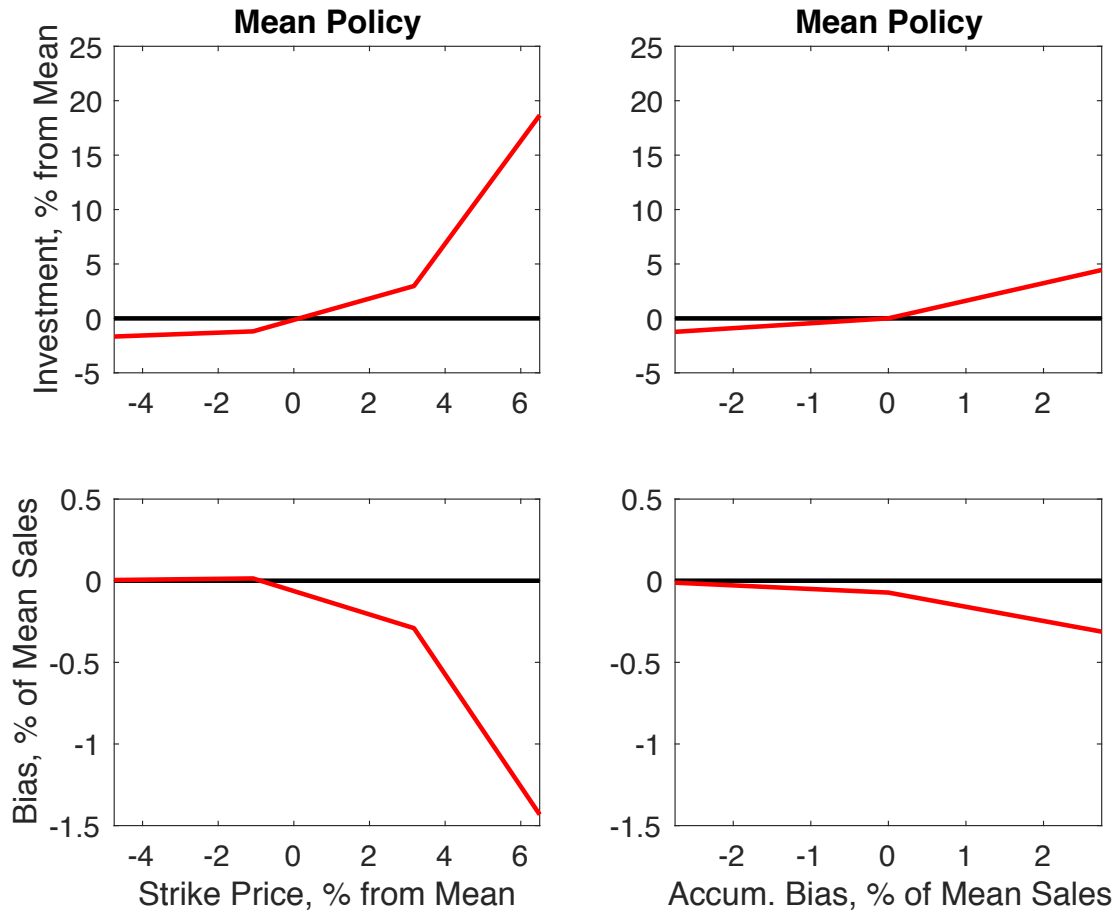 Mean Policy
Investment, % from Mean
25
20
15
10
5
0
-5
-4 -2 0 2 4 6
Mean Policy
25
20
15
10
5
0
-5
-2 -1 0 1 2
Bias, % of Mean Sales
0.5
0
-0.5
-1
-1.5
-4 -2 0 2 4 6
Strike Price, % from Mean
0.5
0
-0.5
-1
-1.5
-2 -1 0 1 2
Accum. Bias, % of Mean Sales